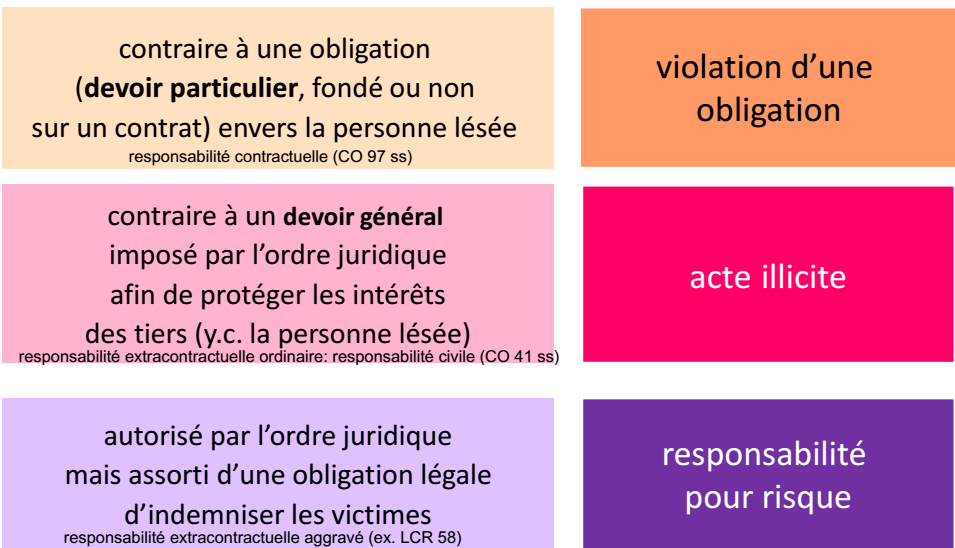 contraire à une obligation
(devoir particulier, fondé ou non
sur un contrat) envers la personne lésée
responsabilité contractuelle (CO 97 ss)
violation d’une
obligation
contraire à un devoir général
imposé par l’ordre juridique
afin de protéger les intérêts
des tiers (y.c. la personne lésée)
responsabilité extracontractuelle ordinaire: responsabilité civile (CO 41 ss)
acte illicite
autorisé par l’ordre juridique
mais assorti d’une obligation légale
d’indemniser les victimes
responsabilité extracontractuelle aggravé (ex. LCR 58)
responsabilité
pour risque